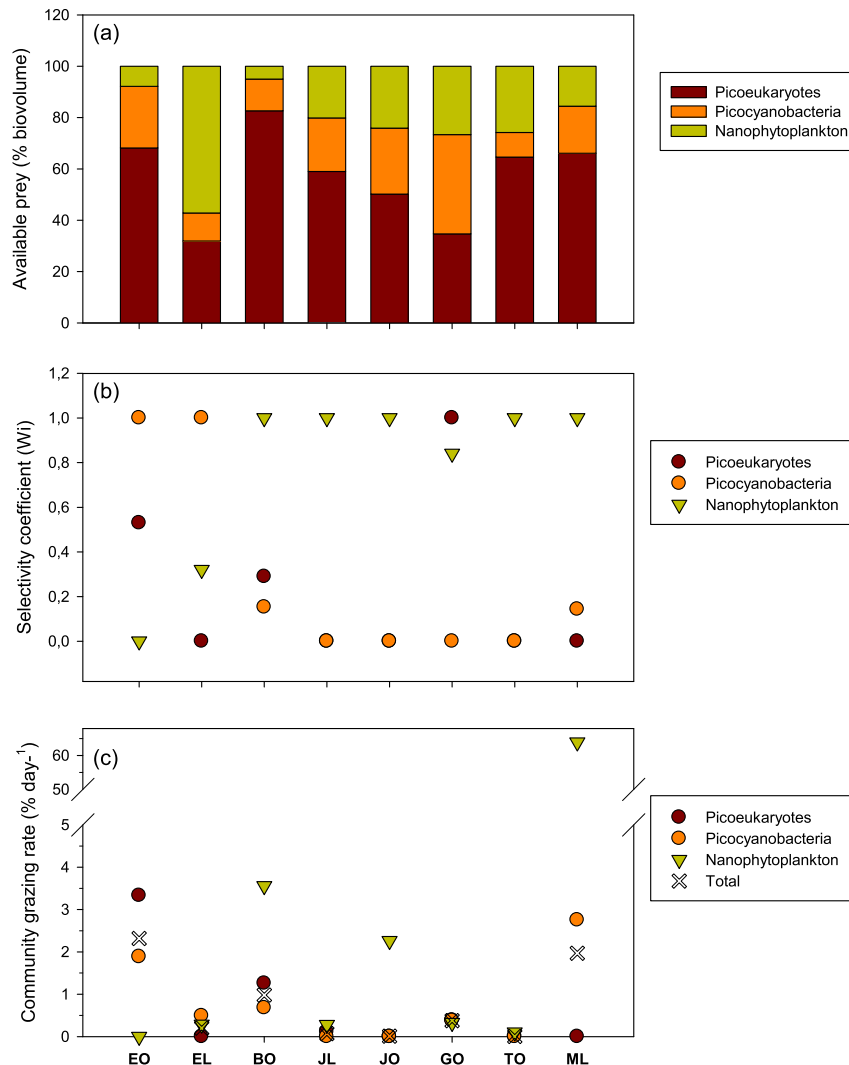 (a)
Available prey (% biovolume)
120
100
80
60
40
20
0
Picoeukaryotes
Picocyanobacteria
Nanophytoplankton
(b)
Selectivity coefficient (Wi)
1,2
1,0
0,8
0,6
0,4
0,2
0,0
Picoeukaryotes
Picocyanobacteria
Nanophytoplankton
(c)
Community grazing rate (% day-¹)
60
50
5
4
3
2
1
0
Picoeukaryotes
Picocyanobacteria
Nanophytoplankton
Total
EO EL BO JL JO GO TO ML